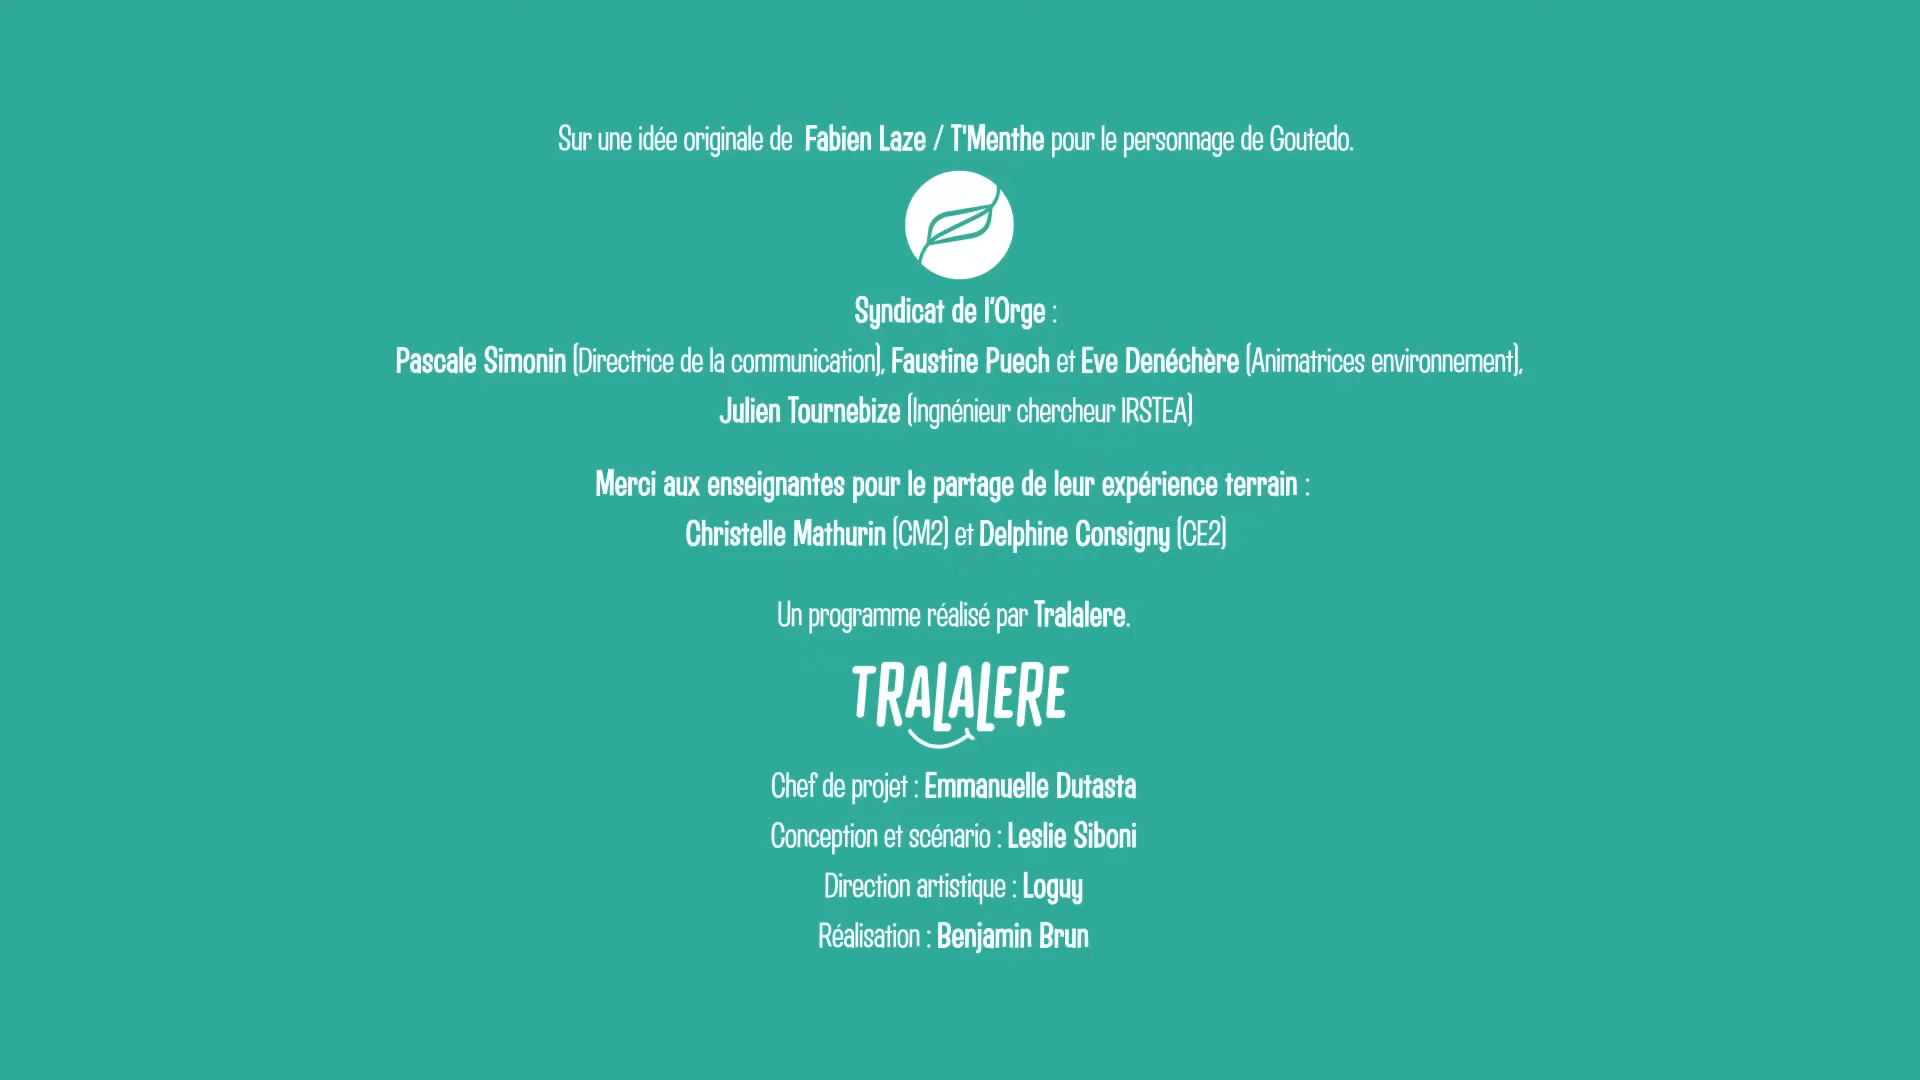 Sur une idée originale de Fabien Laze / T'Menthe pour le personnage de Goutedo.
Syndicat de l'Orge :
Pascale Simonin (Directrice de la communication), Faustine Puech et Eve Denéchère (Animatrices environnement),
Julien Tournebize (Ingnénieur chercheur IRSTEA)
Merci aux enseignantes pour le partage de leur expérience terrain :
Christelle Mathurin (CM2) et Delphine Consigny (CE2)
Un programme réalisé par Tralalere.
TRALALERE
Chef de projet : Emmanuelle Dutasta
Conception et scénario : Leslie Siboni
Direction artistique : Loguy
Réalisation : Benjamin Brun